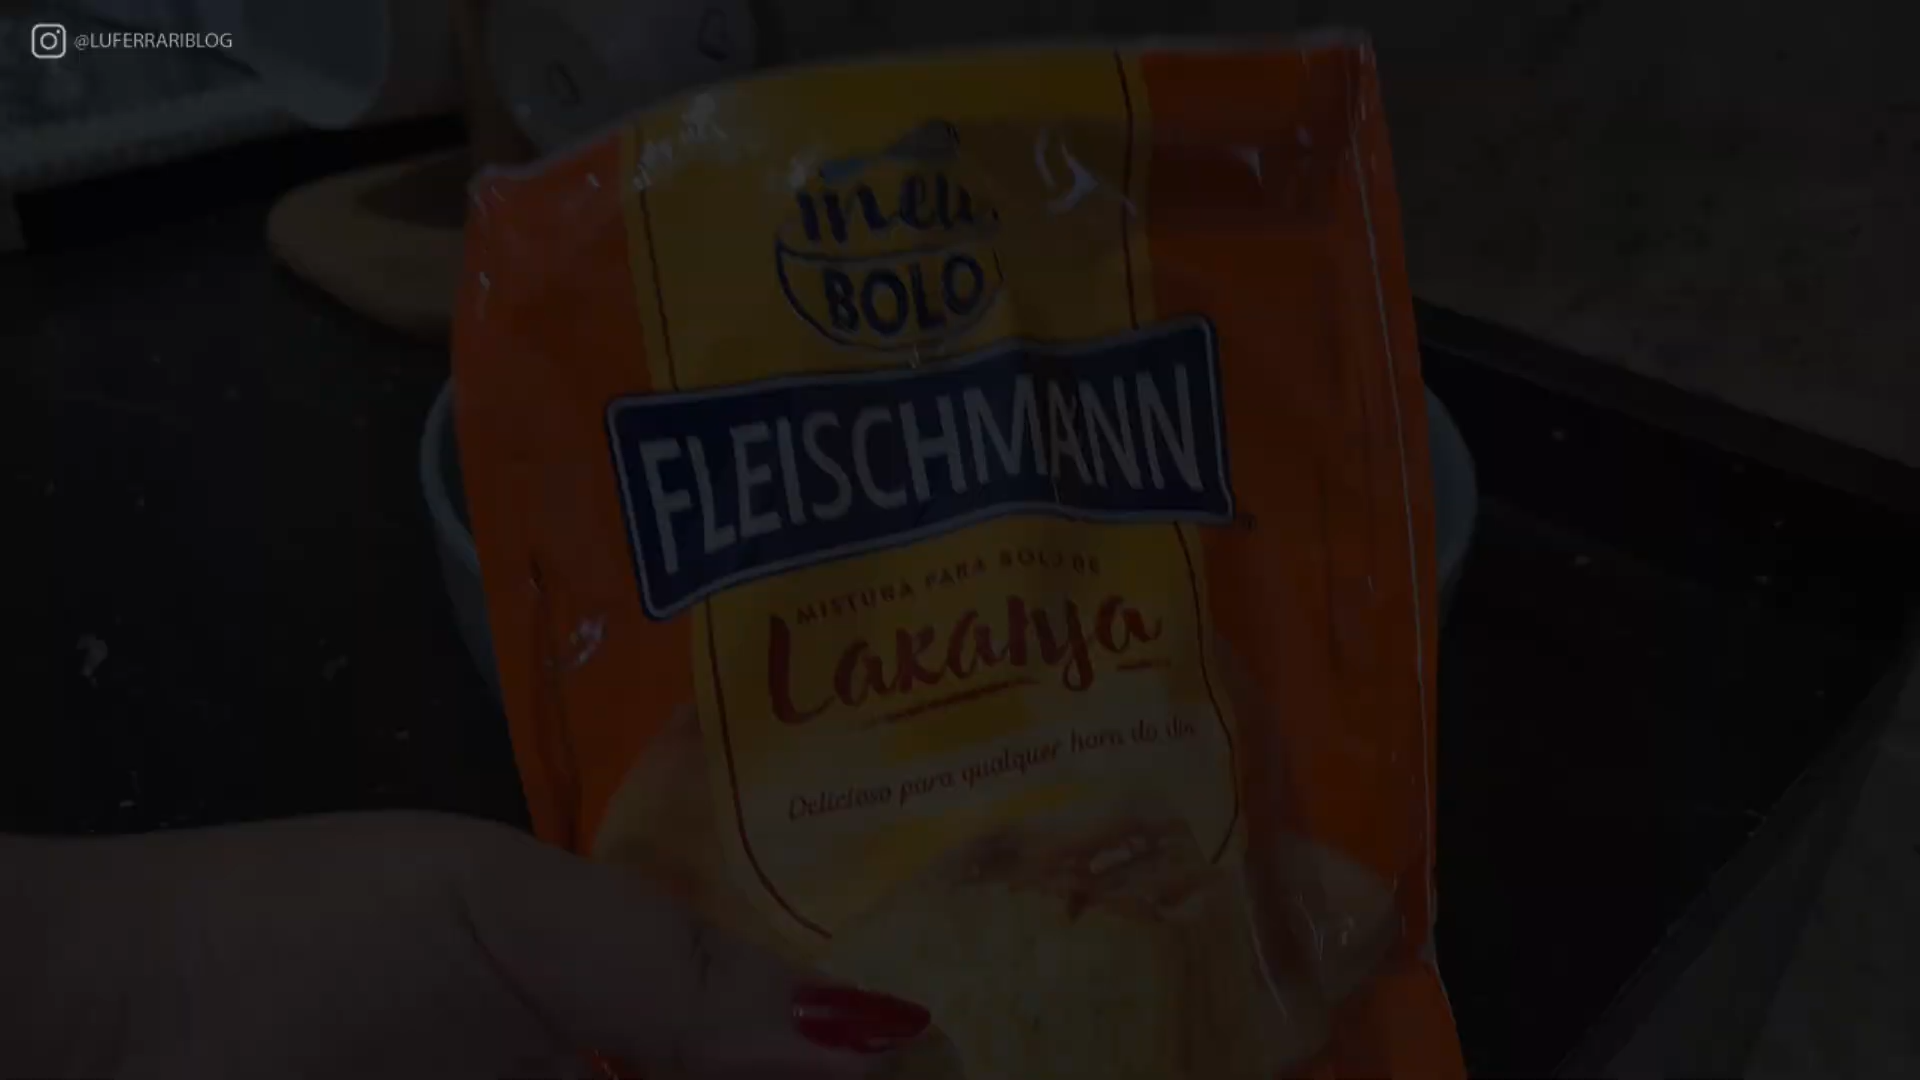 @LUFERRARIBLOG
meu
BOLO
FLEISCHMANN
MISTURA PARA BOLO DE
Laranja
Delicioso para qualquer hora do dia